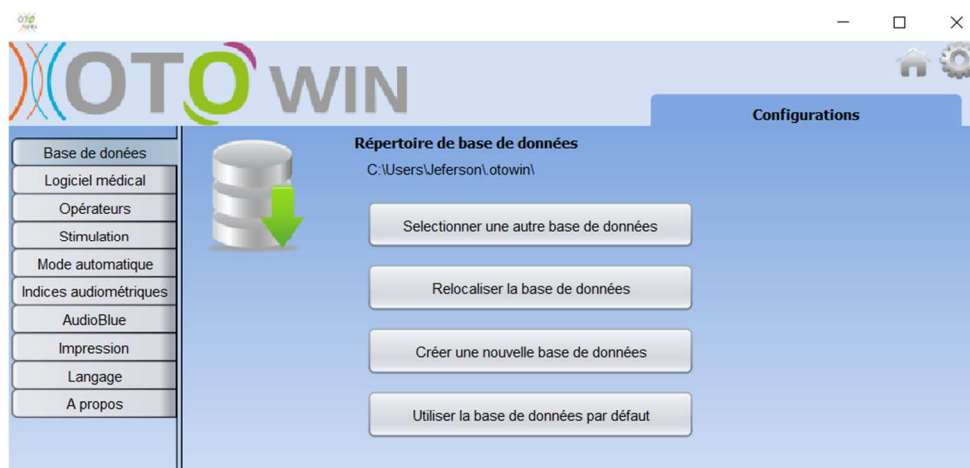 OTOWIN
Configurations
Base de donées
Logiciel médical
Opérateurs
Stimulation
Mode automatique
Indices audiométriques
AudioBlue
Impression
Langage
A propos
Répertoire de base de données
C:\Users\Jeferson\.otowin\
Selectionner une autre base de données
Relocaliser la base de données
Créer une nouvelle base de données
Utiliser la base de données par défaut